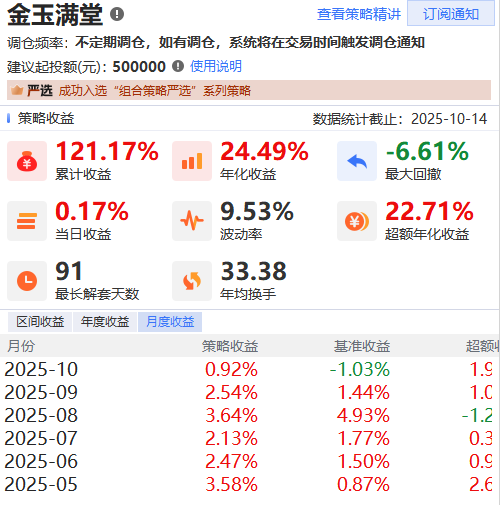 金玉满堂 查看策略精讲 订阅通知
调仓频率：不定期调仓，如有调仓，系统将在交易时间触发调仓通知
建议起投额(元)：500000 使用说明
严选 成功入选“组合策略严选”系列策略
策略收益 数据统计截止：2025-10-14
121.17% 24.49% -6.61%
累计收益 年化收益 最大回撤
0.17% 9.53% 22.71%
当日收益 波动率 超额年化收益
91 33.38
最长解套天数 年均换手
区间收益 年度收益 月度收益
月份 策略收益 基准收益 超额
2025-10 0.92% -1.03% 1.9
2025-09 2.54% 1.44% 1.0
2025-08 3.64% 4.93% -1.2
2025-07 2.13% 1.77% 0.3
2025-06 2.47% 1.50% 0.9
2025-05 3.58% 0.87% 2.6